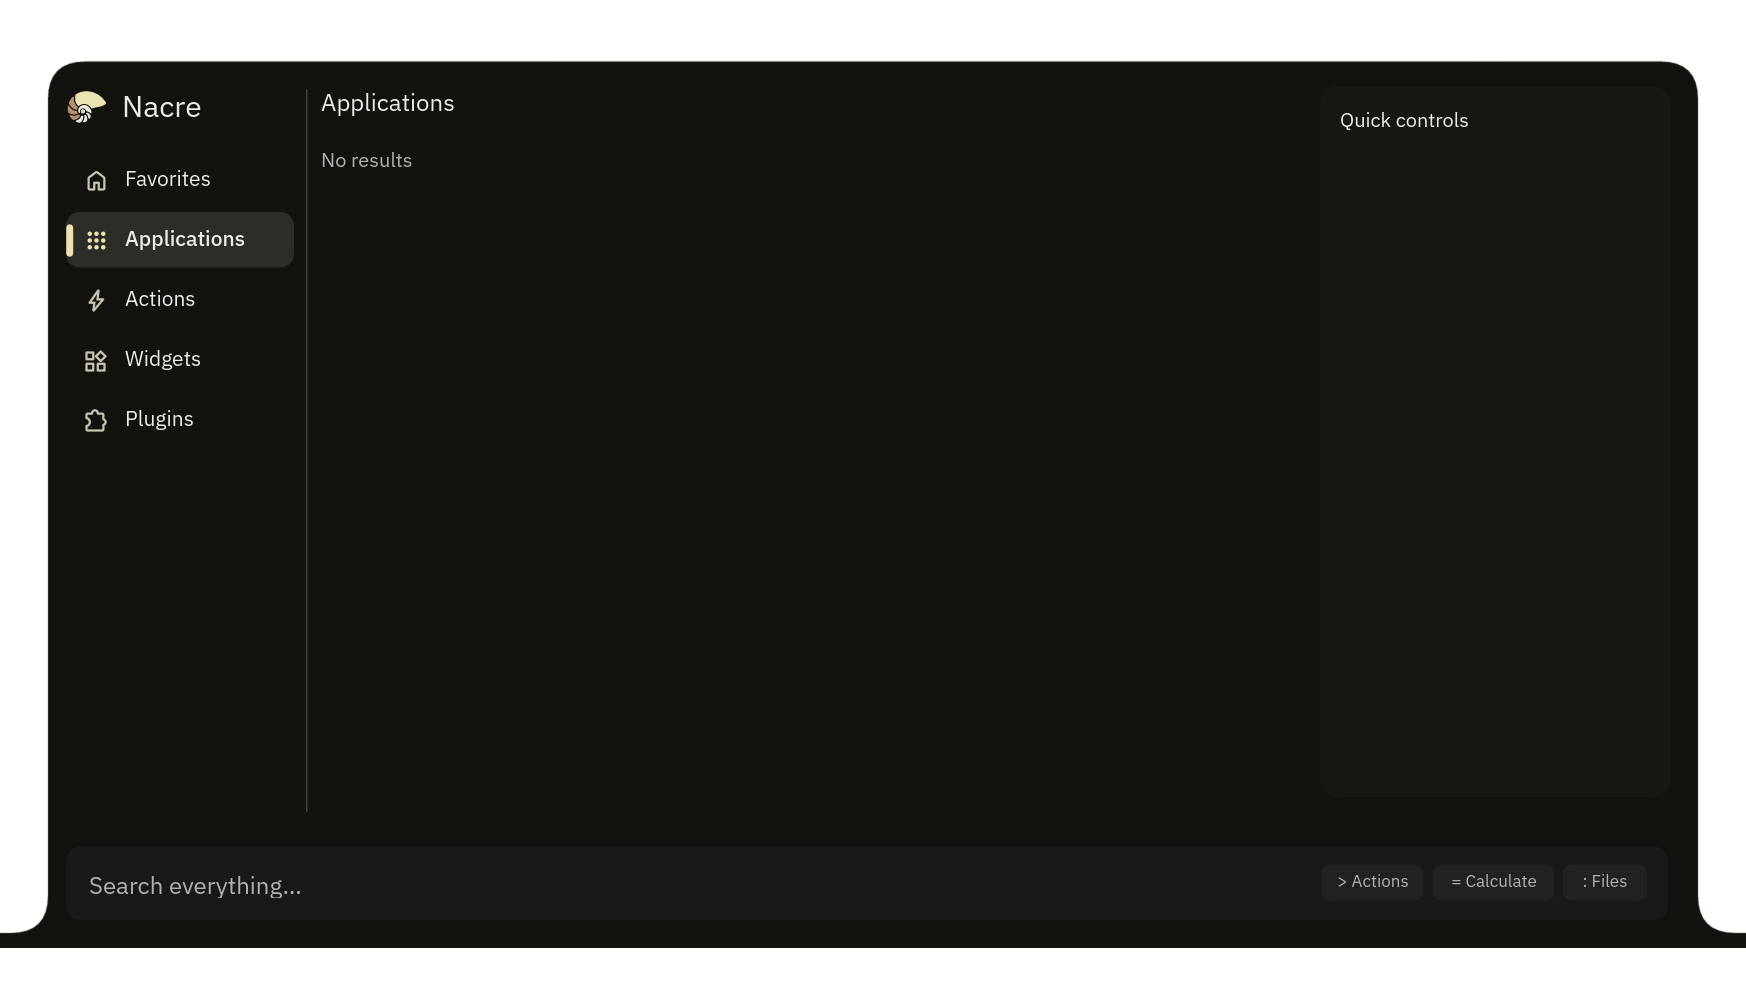 Nacre
Favorites
Applications
Actions
Widgets
Plugins
Applications
No results
Quick controls
Search everything...
> Actions
= Calculate
: Files